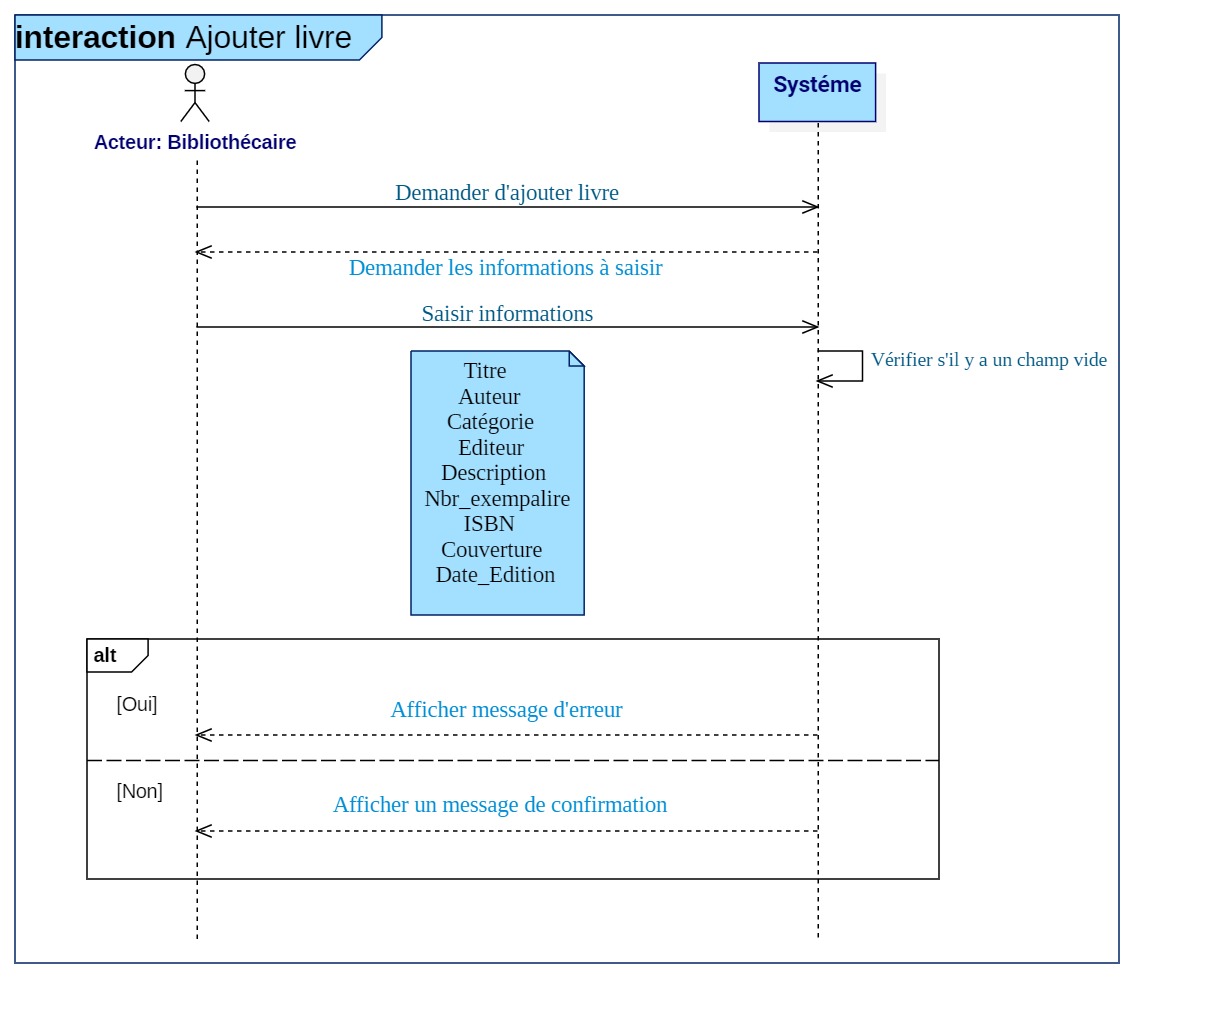 interaction Ajouter livre
Systéme
Acteur: Bibliothécaire
Demander d'ajouter livre
Demander les informations à saisir
Saisir informations
Vérifier s'il y a un champ vide
Titre
Auteur
Catégorie
Editeur
Description
Nbr_exempalire
ISBN
Couverture
Date_Edition
alt
[Oui]
Afficher message d'erreur
[Non]
Afficher un message de confirmation